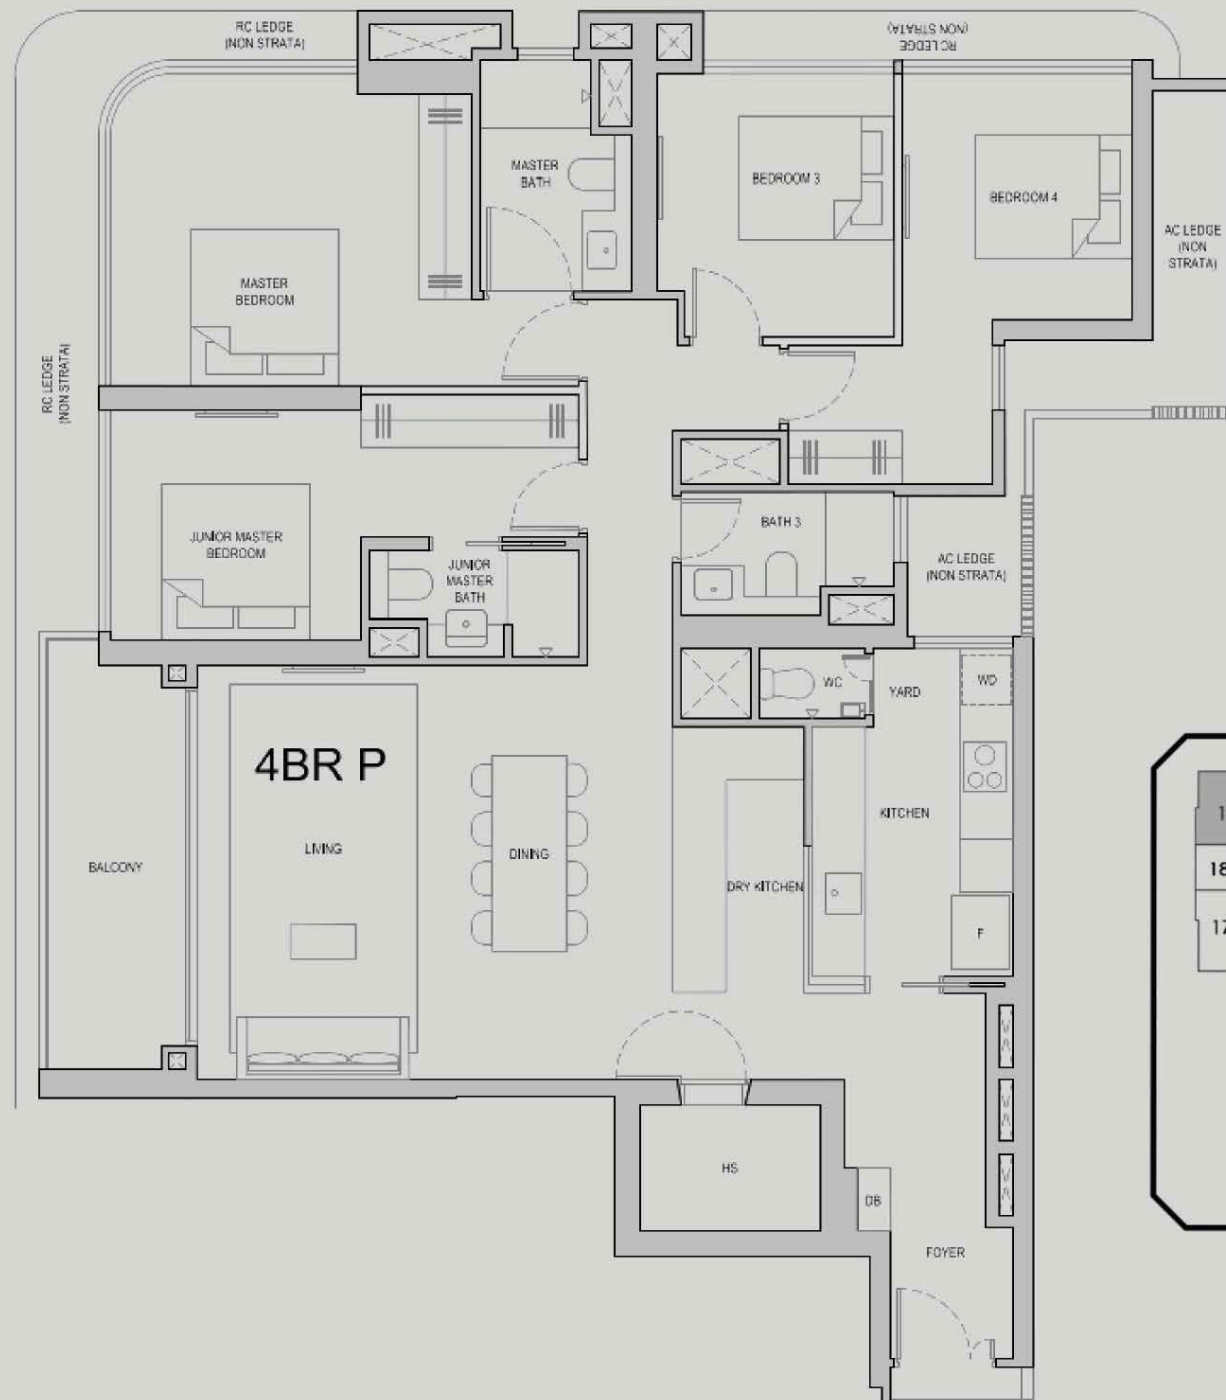 RC LEDGE
(NON STRATA)
RC LEDGE
(NON STRATA)
MASTER
BATH
BEDROOM 3
BEDROOM 4
AC LEDGE
(NON
STRATA)
MASTER
BEDROOM
RC LEDGE
(NON STRATA)
JUNIOR MASTER
BEDROOM
JUNIOR
MASTER
BATH
BATH 3
AC LEDGE
(NON STRATA)
WC
YARD
WD
4BR P
LIVING
DINING
BALCONY
DRY KITCHEN
KITCHEN
F
HS
DB
FOYER
1
18
17